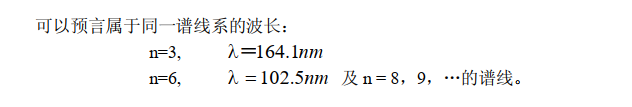 可以预言属于同一谱线系的波长：
n=3, λ=164.1nm
n=6, λ=102.5nm 及 n = 8，9，…的谱线。